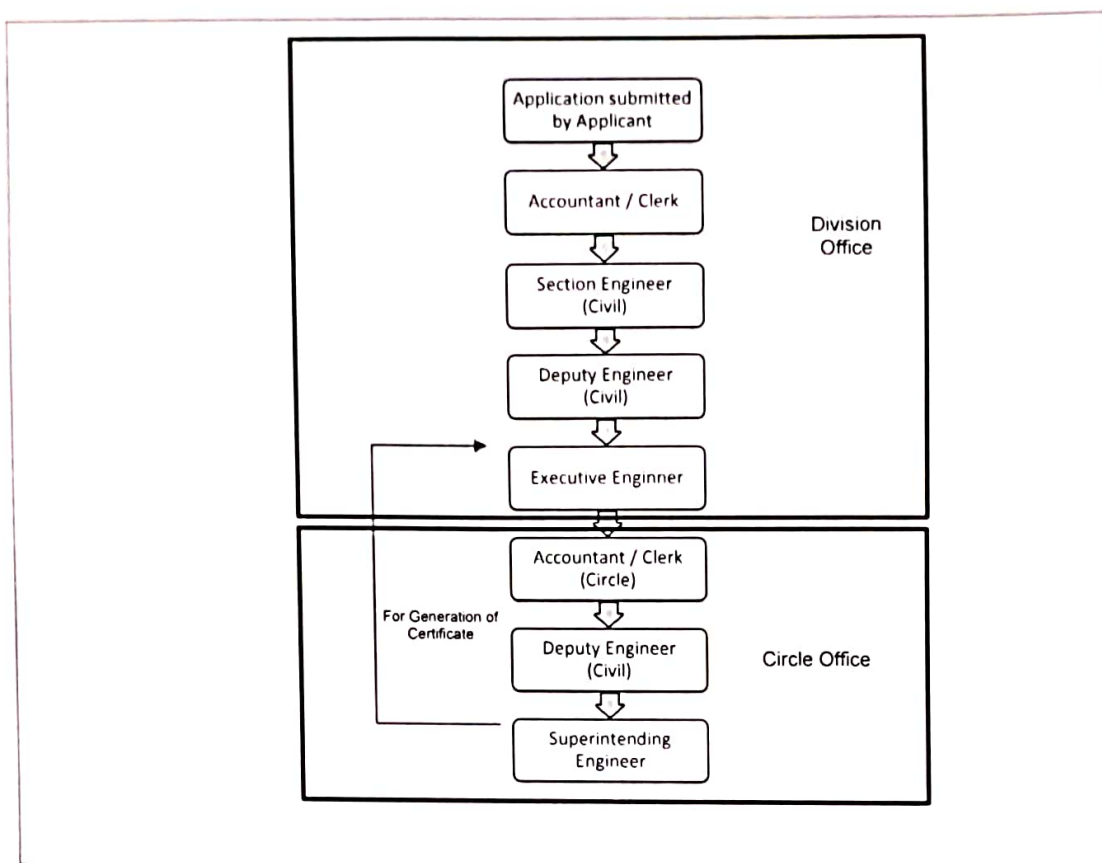 Application submitted
by Applicant
Accountant / Clerk
Division
Office
Section Engineer
(Civil)
Deputy Engineer
(Civil)
Executive Enginner
Accountant / Clerk
(Circle)
For Generation of
Certificate
Deputy Engineer
(Civil)
Circle Office
Superintending
Engineer